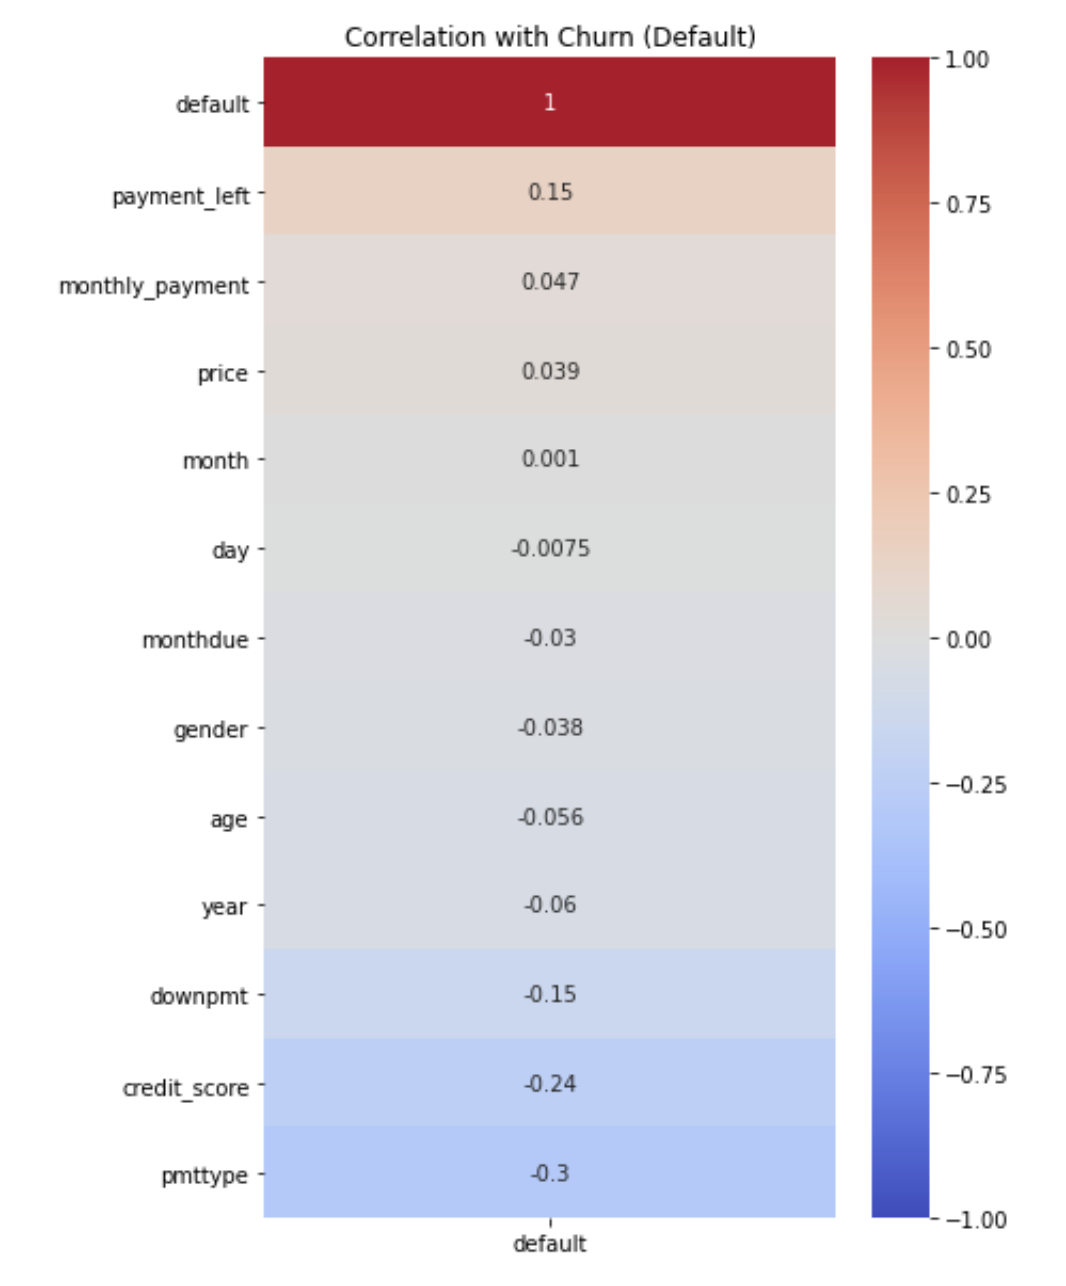 Correlation with Churn (Default)
default 1
payment_left 0.15
monthly_payment 0.047
price 0.039
month 0.001
day -0.0075
monthdue -0.03
gender -0.038
age -0.056
year -0.06
downpmt -0.15
credit_score -0.24
pmttype -0.3
default
1.00
0.75
0.50
0.25
0.00
−0.25
−0.50
−0.75
−1.00